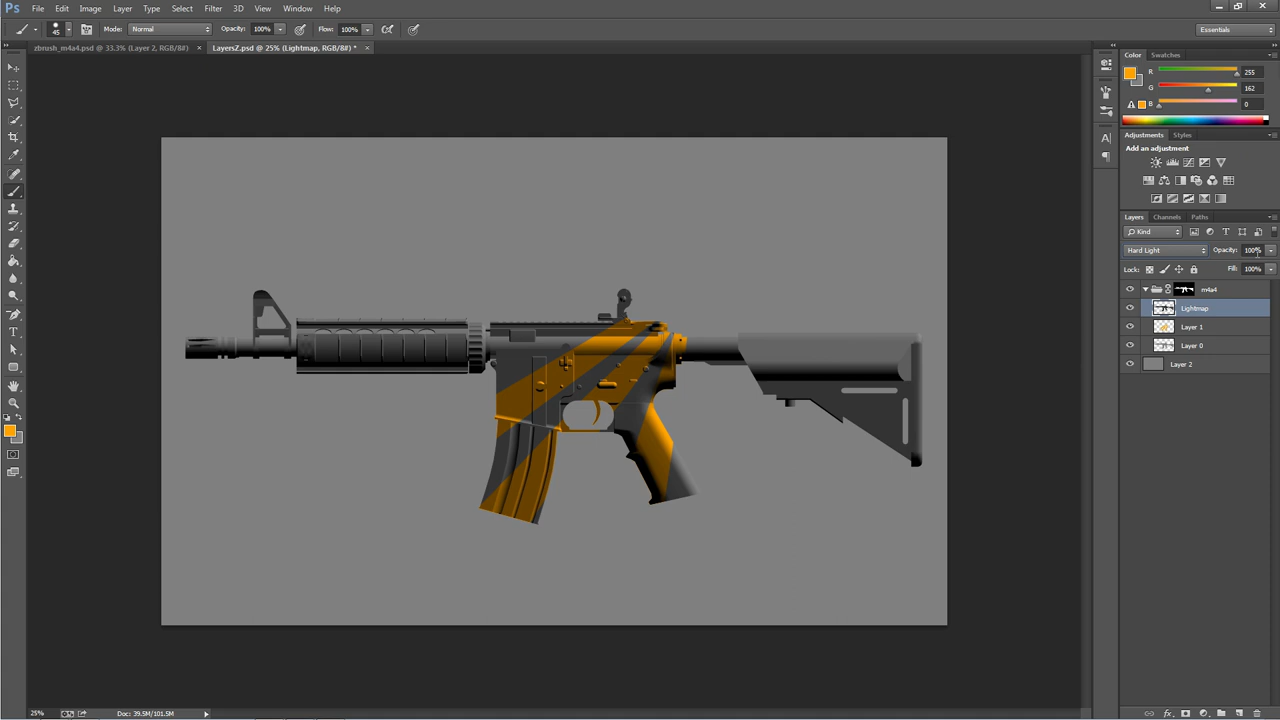 Ps File Edit Image Layer Type Select Filter 3D View Window Help
45 Mode: Normal Opacity: 100% Flow: 100% Essentials
zbrush_m4a4.psd @ 33.3% (Layer 2, RGB/8#) × LayersZ.psd @ 25% (Lightmap, RGB/8#) * ×
Color Swatches
R 255
G 162
B 0
Adjustments Styles
Add an adjustment
Layers Channels Paths
Kind
Hard Light Opacity: 100%
Lock: Fill: 100%
m4a4
Lightmap
Layer 1
Layer 0
Layer 2
25% Doc: 39.5M/101.5M